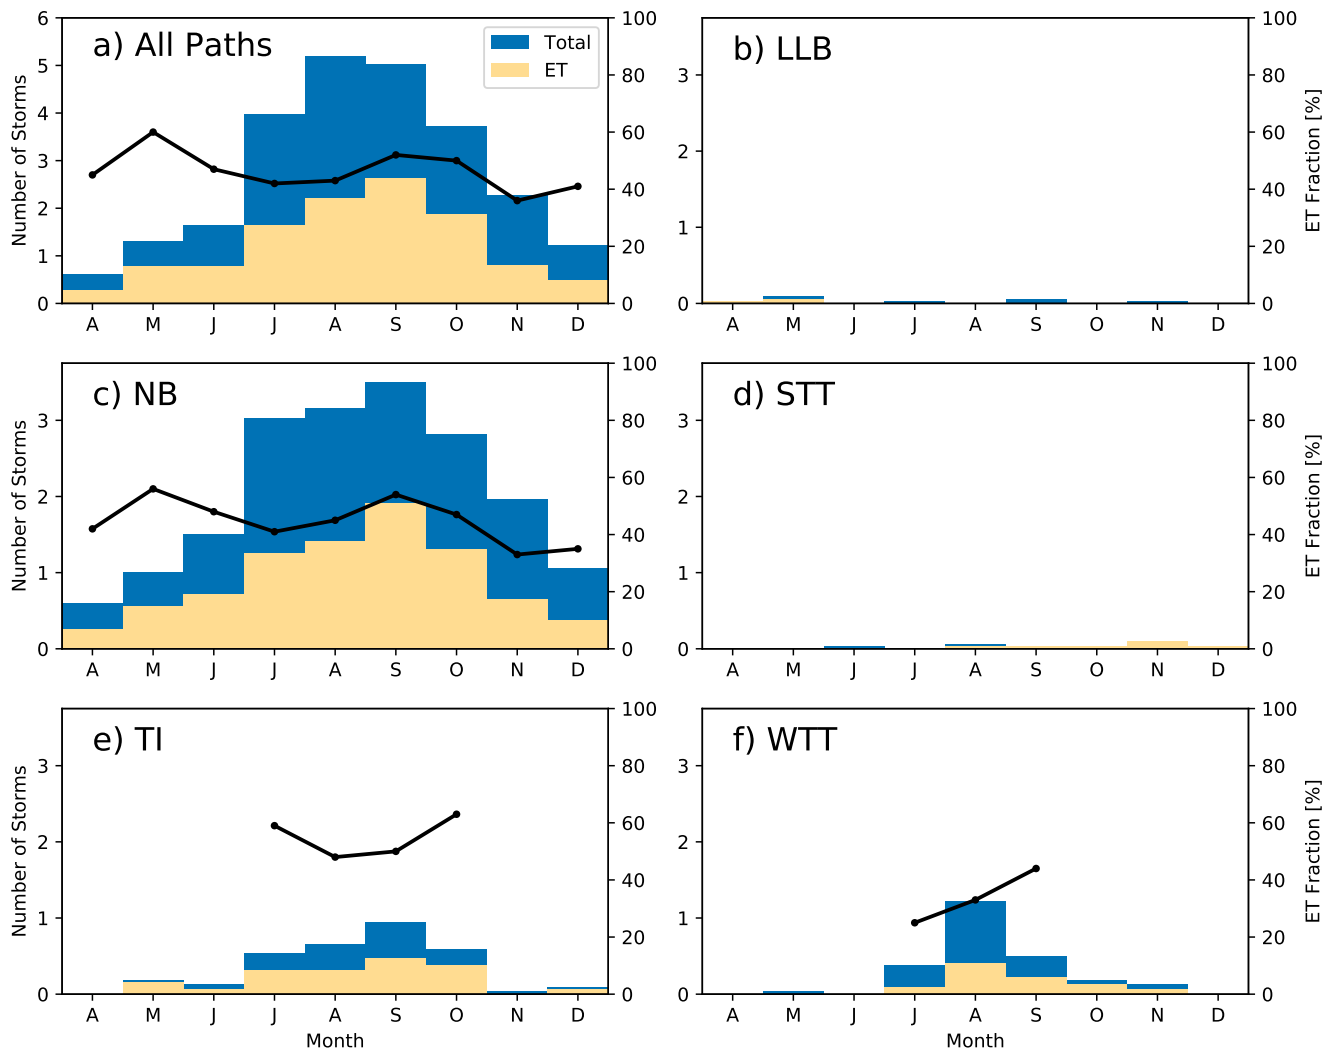 a) All Paths
Total
ET
Number of Storms
6
5
4
3
2
1
0
100
80
60
40
20
0
A M J J A S O N D
b) LLB
3
2
1
0
100
80
60
40
20
0
ET Fraction [%]
A M J J A S O N D
c) NB
Number of Storms
3
2
1
0
100
80
60
40
20
0
A M J J A S O N D
d) STT
3
2
1
0
100
80
60
40
20
0
ET Fraction [%]
A M J J A S O N D
e) TI
Number of Storms
3
2
1
0
100
80
60
40
20
0
A M J J A S O N D
Month
f) WTT
3
2
1
0
100
80
60
40
20
0
ET Fraction [%]
A M J J A S O N D
Month